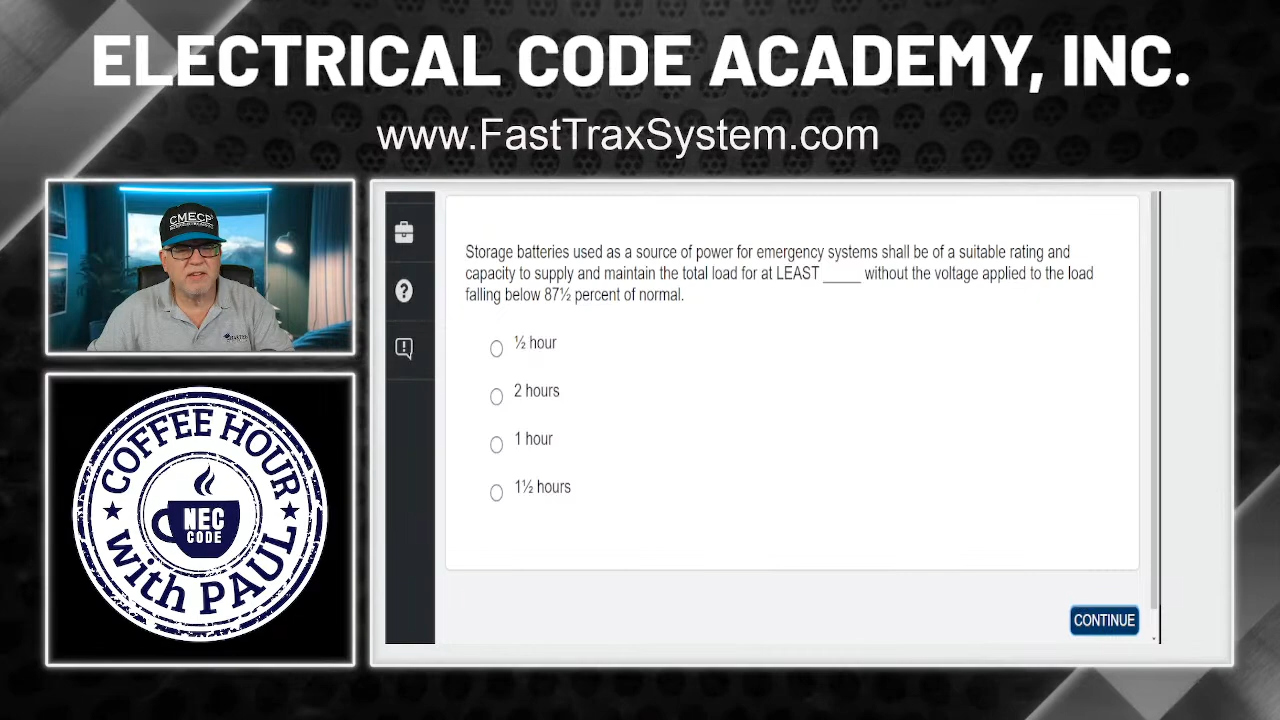 ELECTRICAL CODE ACADEMY, INC.
www.FastTraxSystem.com
CMECP
Storage batteries used as a source of power for emergency systems shall be of a suitable rating and
capacity to supply and maintain the total load for at LEAST _____ without the voltage applied to the load
falling below 87½ percent of normal.
½ hour
2 hours
1 hour
1½ hours
CONTINUE
COFFEE HOUR
NEC
CODE
with PAUL